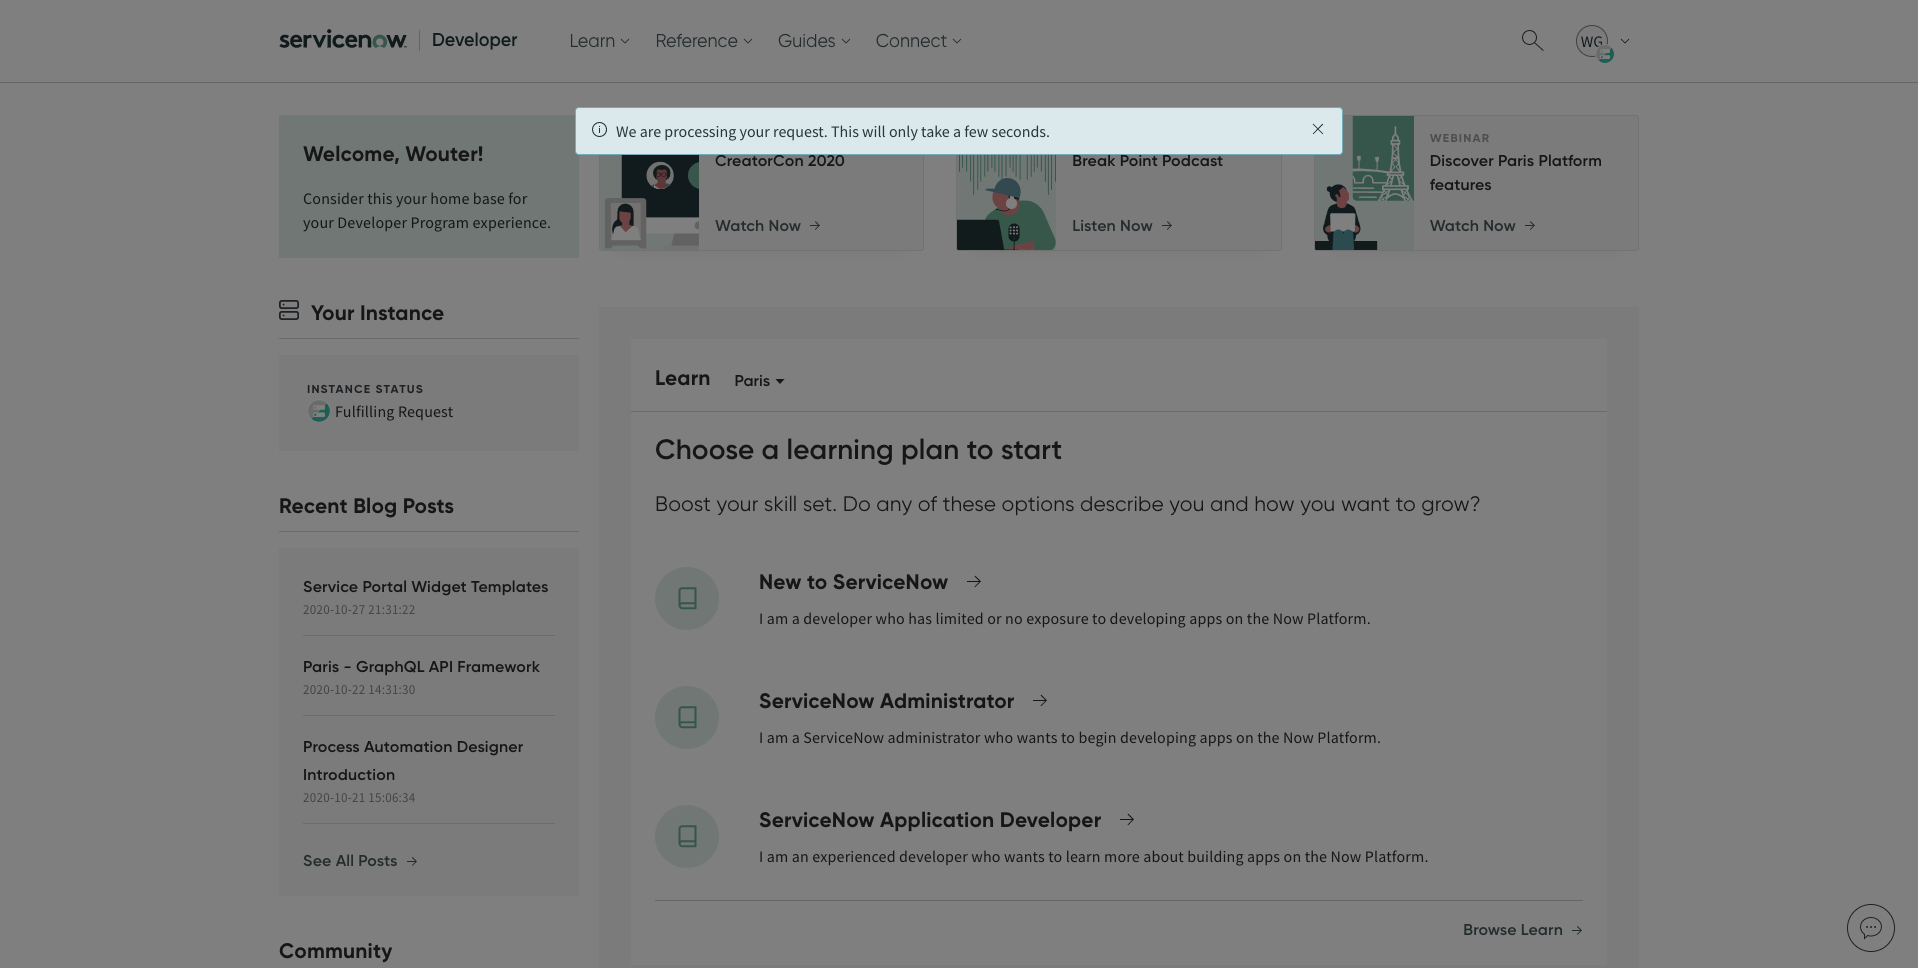 servicenow Developer Learn Reference Guides Connect WG
We are processing your request. This will only take a few seconds.
Welcome, Wouter!
Consider this your home base for
your Developer Program experience.
CreatorCon 2020
Watch Now →
Break Point Podcast
Listen Now →
WEBINAR
Discover Paris Platform
features
Watch Now →
Your Instance
INSTANCE STATUS
Fulfilling Request
Recent Blog Posts
Service Portal Widget Templates
2020-10-27 21:31:22
Paris - GraphQL API Framework
2020-10-22 14:31:30
Process Automation Designer
Introduction
2020-10-21 15:06:34
See All Posts →
Community
Learn Paris
Choose a learning plan to start
Boost your skill set. Do any of these options describe you and how you want to grow?
New to ServiceNow →
I am a developer who has limited or no exposure to developing apps on the Now Platform.
ServiceNow Administrator →
I am a ServiceNow administrator who wants to begin developing apps on the Now Platform.
ServiceNow Application Developer →
I am an experienced developer who wants to learn more about building apps on the Now Platform.
Browse Learn →